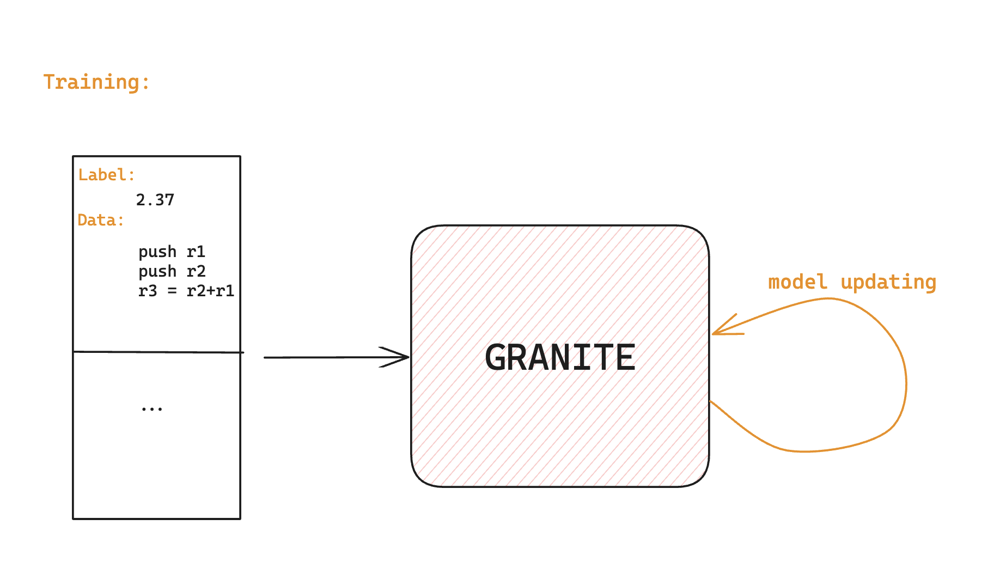 Training:
Label:
2.37
Data:
push r1
push r2
r3 = r2+r1
...
GRANITE
model updating